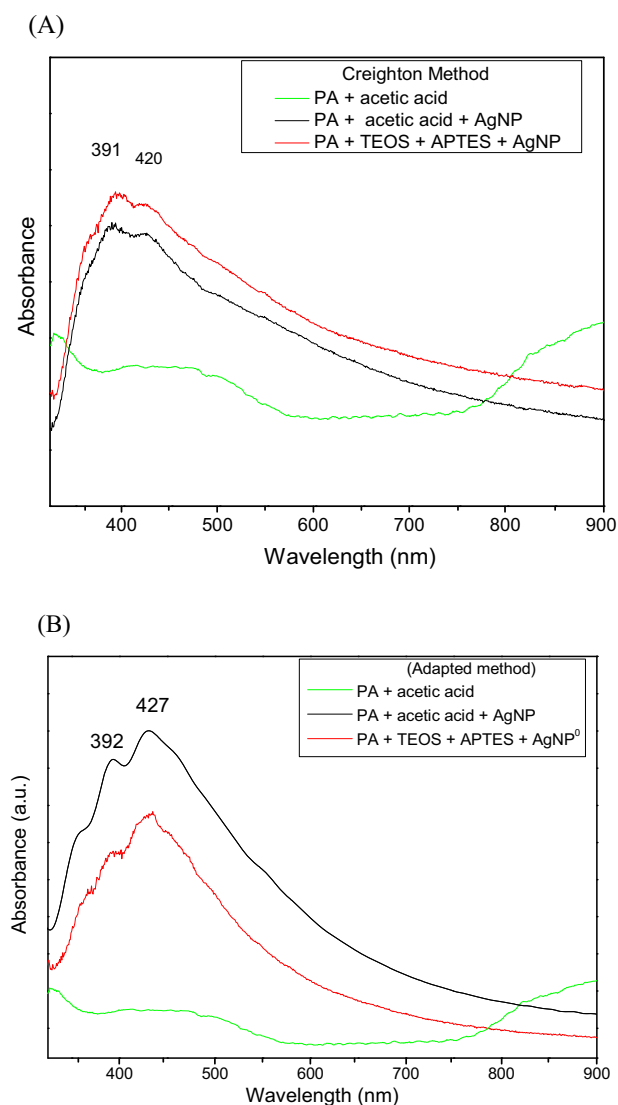 (A)
Creighton Method
PA + acetic acid
PA + acetic acid + AgNP
PA + TEOS + APTES + AgNP
391
420
Absorbance
400 500 600 700 800 900
Wavelength (nm)
(B)
(Adapted method)
PA + acetic acid
PA + acetic acid + AgNP
PA + TEOS + APTES + AgNP⁰
427
392
Absorbance (a.u.)
400 500 600 700 800 900
Wavelength (nm)